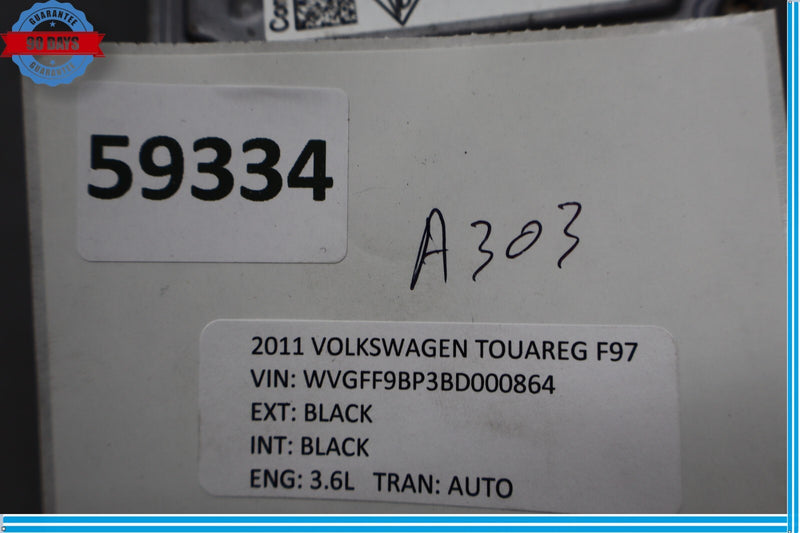 GUARANTEE
90 DAYS
GUARANTEE
Con
59334
A303
2011 VOLKSWAGEN TOUAREG F97
VIN: WVGFF9BP3BD000864
EXT: BLACK
INT: BLACK
ENG: 3.6L TRAN: AUTO